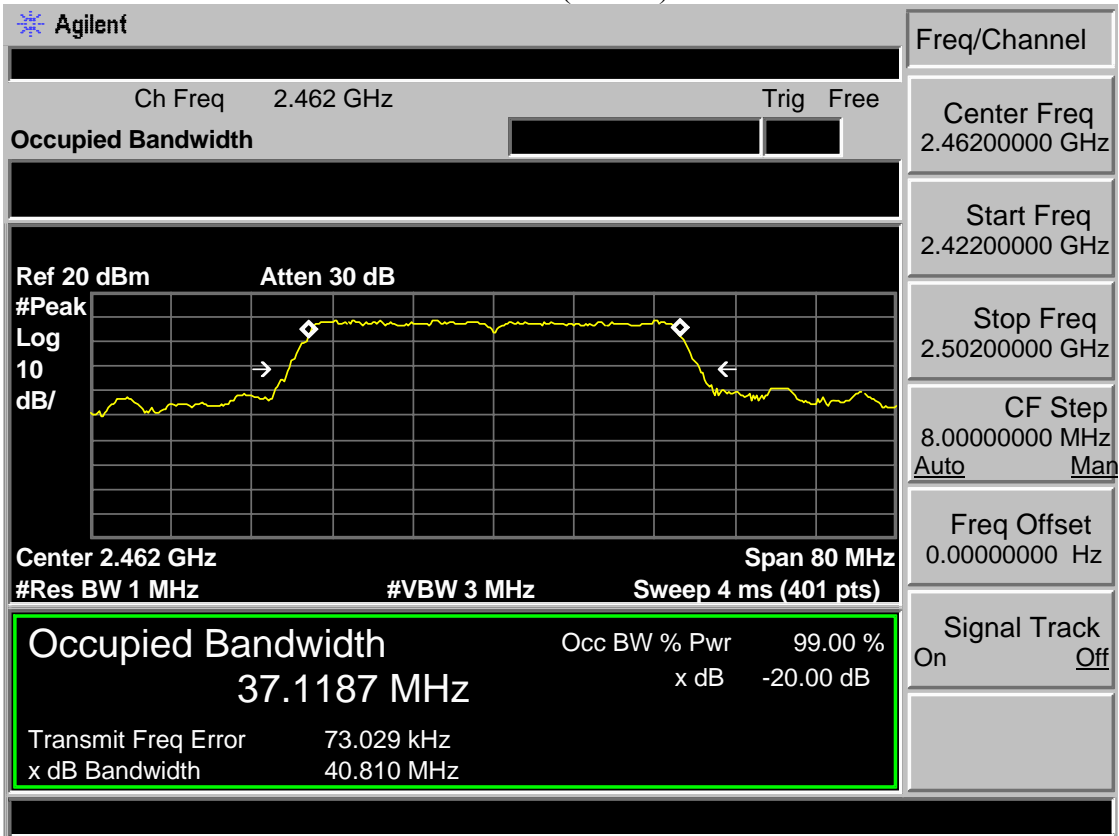 Agilent
Ch Freq 2.462 GHz Trig Free
Occupied Bandwidth
Ref 20 dBm Atten 30 dB
#Peak
Log
10
dB/
Center 2.462 GHz Span 80 MHz
#Res BW 1 MHz #VBW 3 MHz Sweep 4 ms (401 pts)
Occupied Bandwidth Occ BW % Pwr 99.00 %
37.1187 MHz x dB -20.00 dB
Transmit Freq Error 73.029 kHz
x dB Bandwidth 40.810 MHz
Freq/Channel
Center Freq
2.46200000 GHz
Start Freq
2.42200000 GHz
Stop Freq
2.50200000 GHz
CF Step
8.00000000 MHz
Auto Man
Freq Offset
0.00000000 Hz
Signal Track
On Off